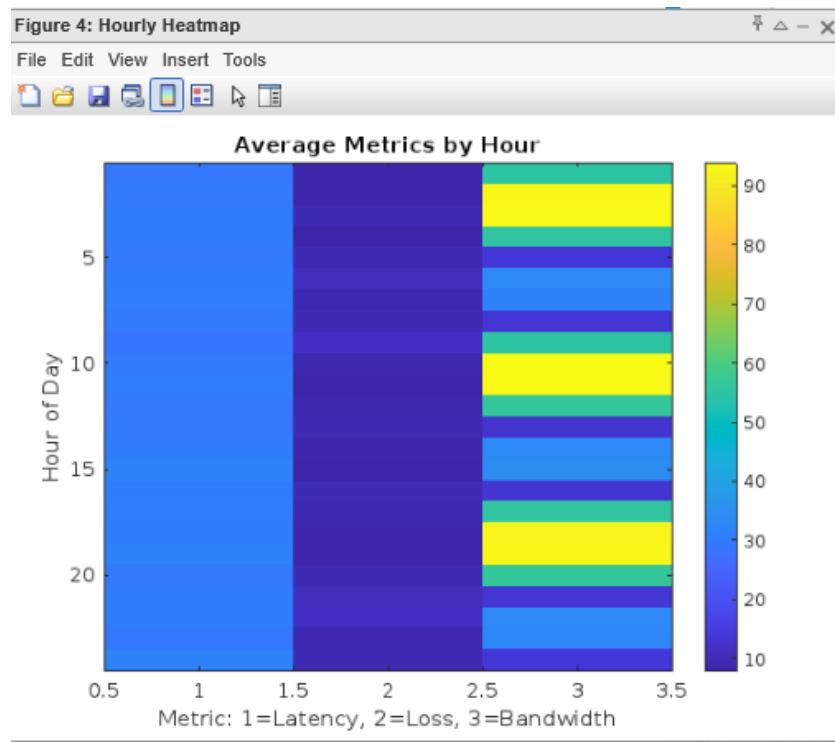 Figure 4: Hourly Heatmap
File Edit View Insert Tools
Average Metrics by Hour
90
80
70
60
50
40
30
20
10
Hour of Day
5
10
15
20
0.5 1 1.5 2 2.5 3 3.5
Metric: 1=Latency, 2=Loss, 3=Bandwidth